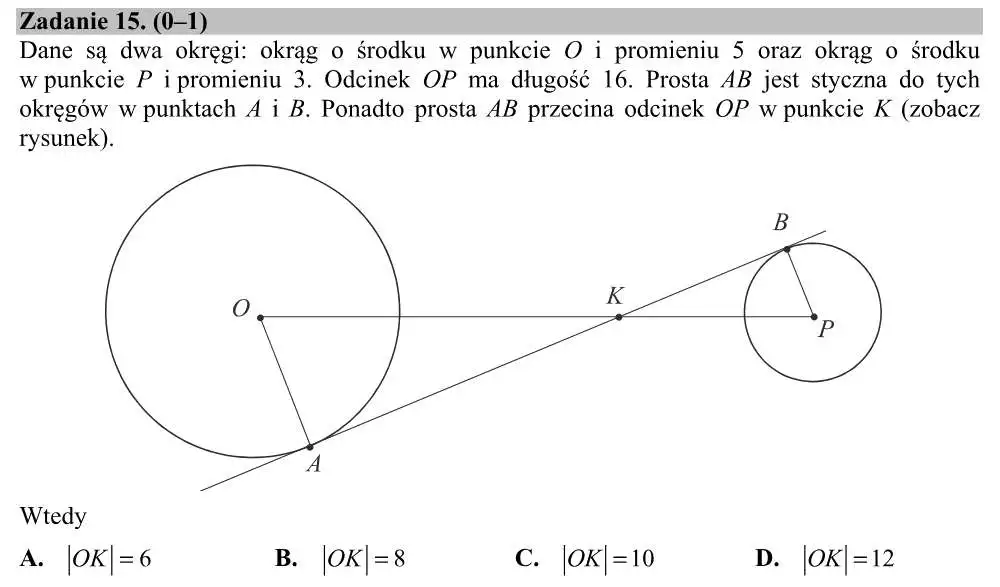 Zadanie 15. (0–1)
Dane są dwa okręgi: okrąg o środku w punkcie O i promieniu 5 oraz okrąg o środku
w punkcie P i promieniu 3. Odcinek OP ma długość 16. Prosta AB jest styczna do tych
okręgów w punktach A i B. Ponadto prosta AB przecina odcinek OP w punkcie K (zobacz
rysunek).
B
O
K
P
A
Wtedy
A. |OK| = 6 B. |OK| = 8 C. |OK| = 10 D. |OK| = 12